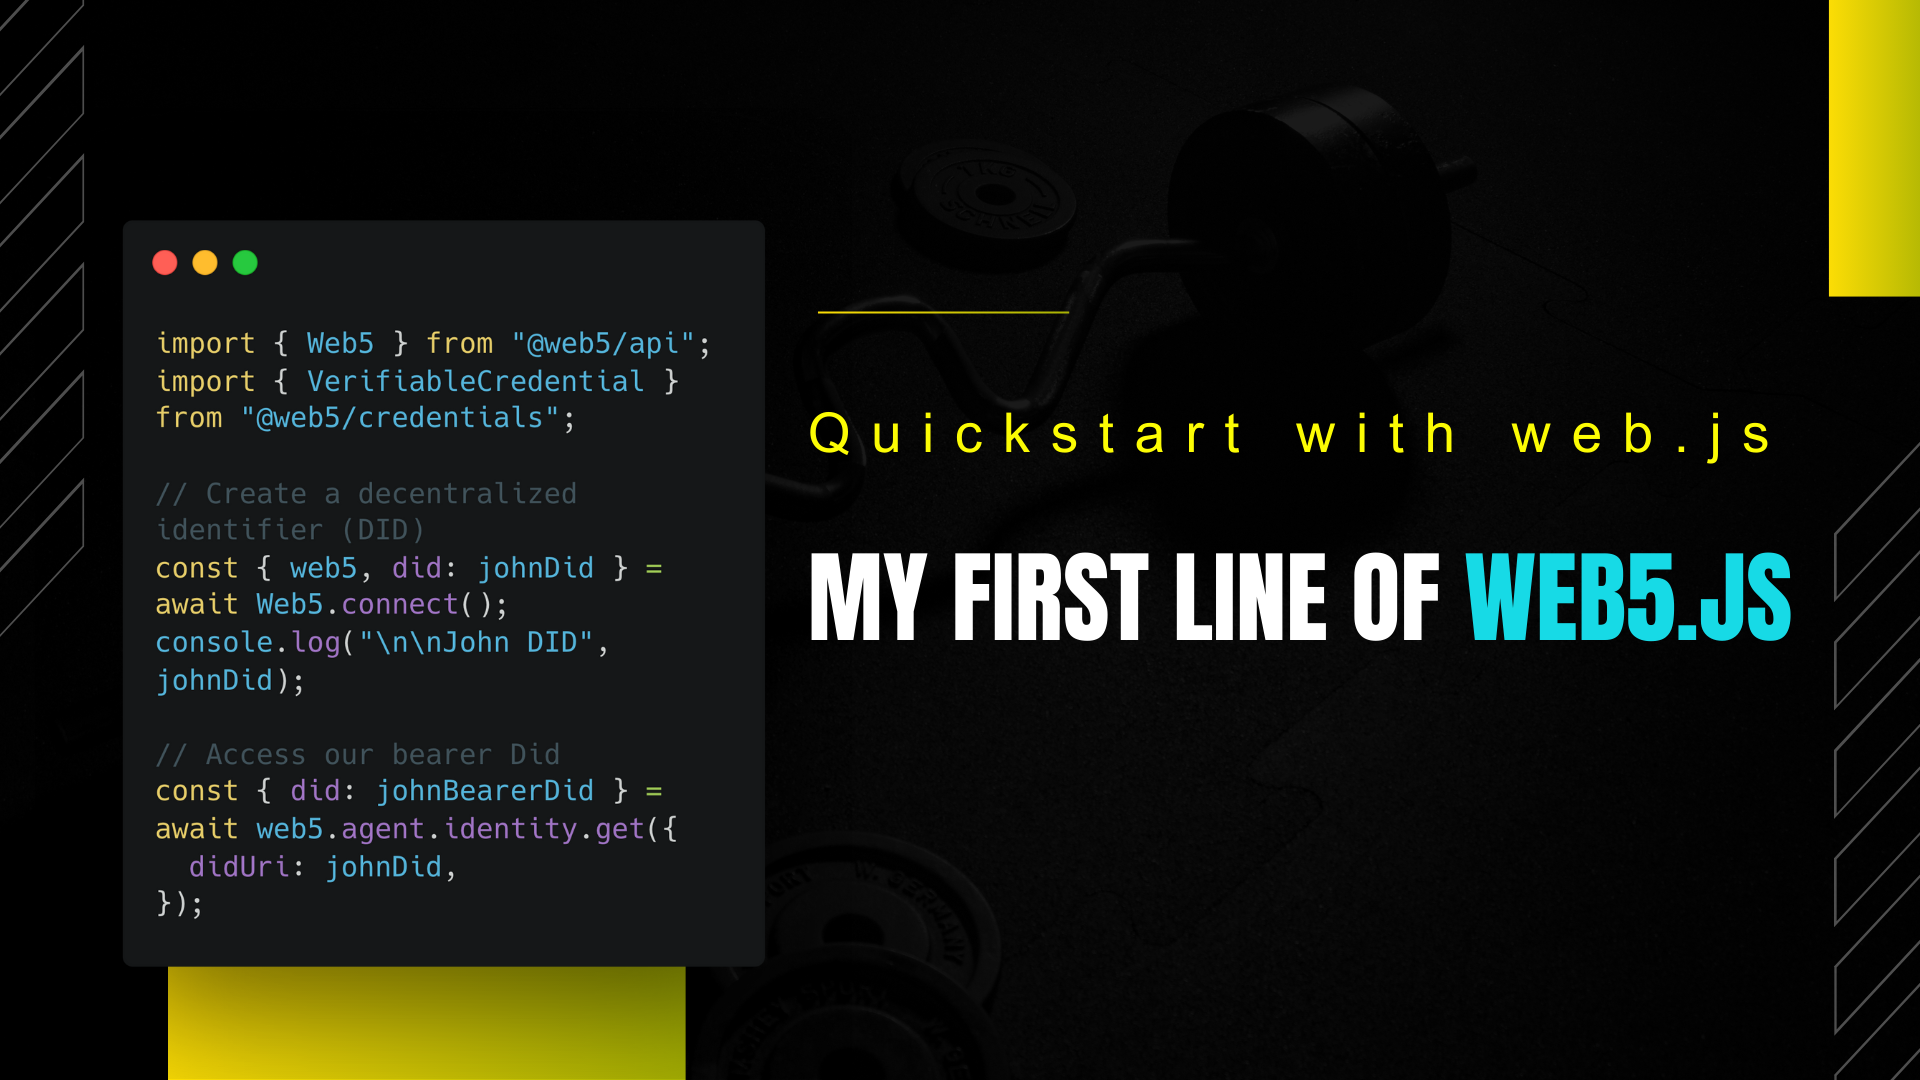 import { Web5 } from "@web5/api";
import { VerifiableCredential }
from "@web5/credentials";
// Create a decentralized
identifier (DID)
const { web5, did: johnDid } =
await Web5.connect();
console.log("\n\nJohn DID",
johnDid);
// Access our bearer Did
const { did: johnBearerDid } =
await web5.agent.identity.get({
  didUri: johnDid,
});
Quickstart with web.js
MY FIRST LINE OF WEB5.JS
W. GERMANY